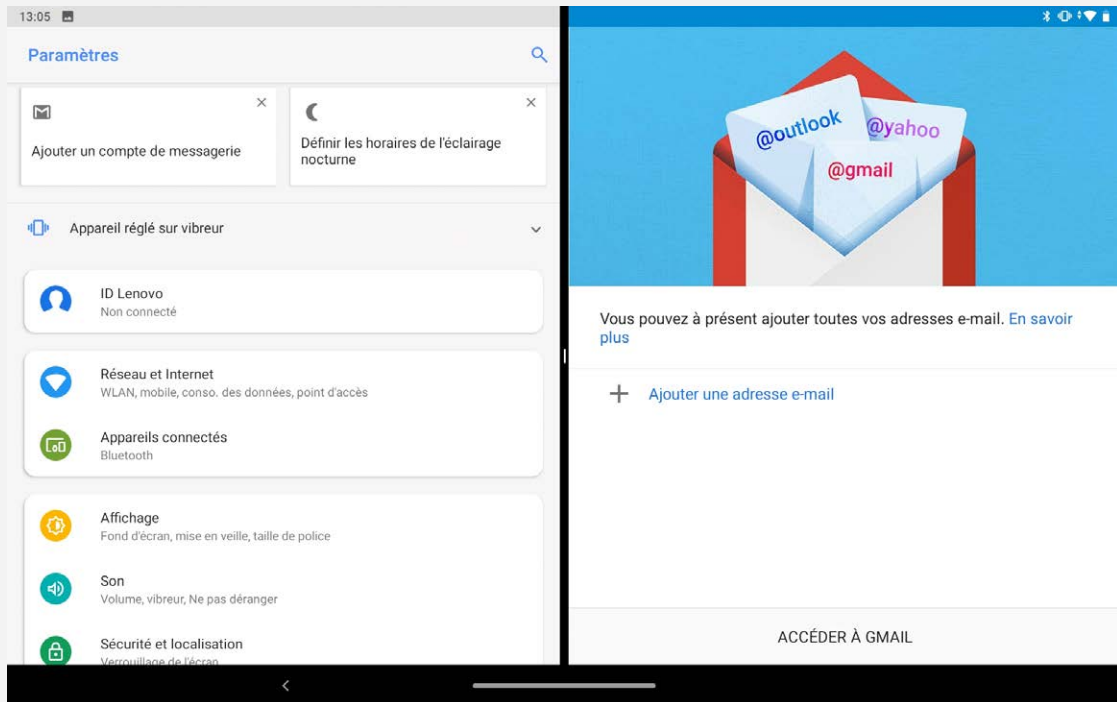 13:05
Paramètres
Ajouter un compte de messagerie
Définir les horaires de l'éclairage
nocturne
Appareil réglé sur vibreur
ID Lenovo
Non connecté
Réseau et Internet
WLAN, mobile, conso. des données, point d'accès
Appareils connectés
Bluetooth
Affichage
Fond d'écran, mise en veille, taille de police
Son
Volume, vibreur, Ne pas déranger
Sécurité et localisation
Verrouillage de l'écran
@outlook
@yahoo
@gmail
Vous pouvez à présent ajouter toutes vos adresses e-mail. En savoir
plus
Ajouter une adresse e-mail
ACCÉDER À GMAIL